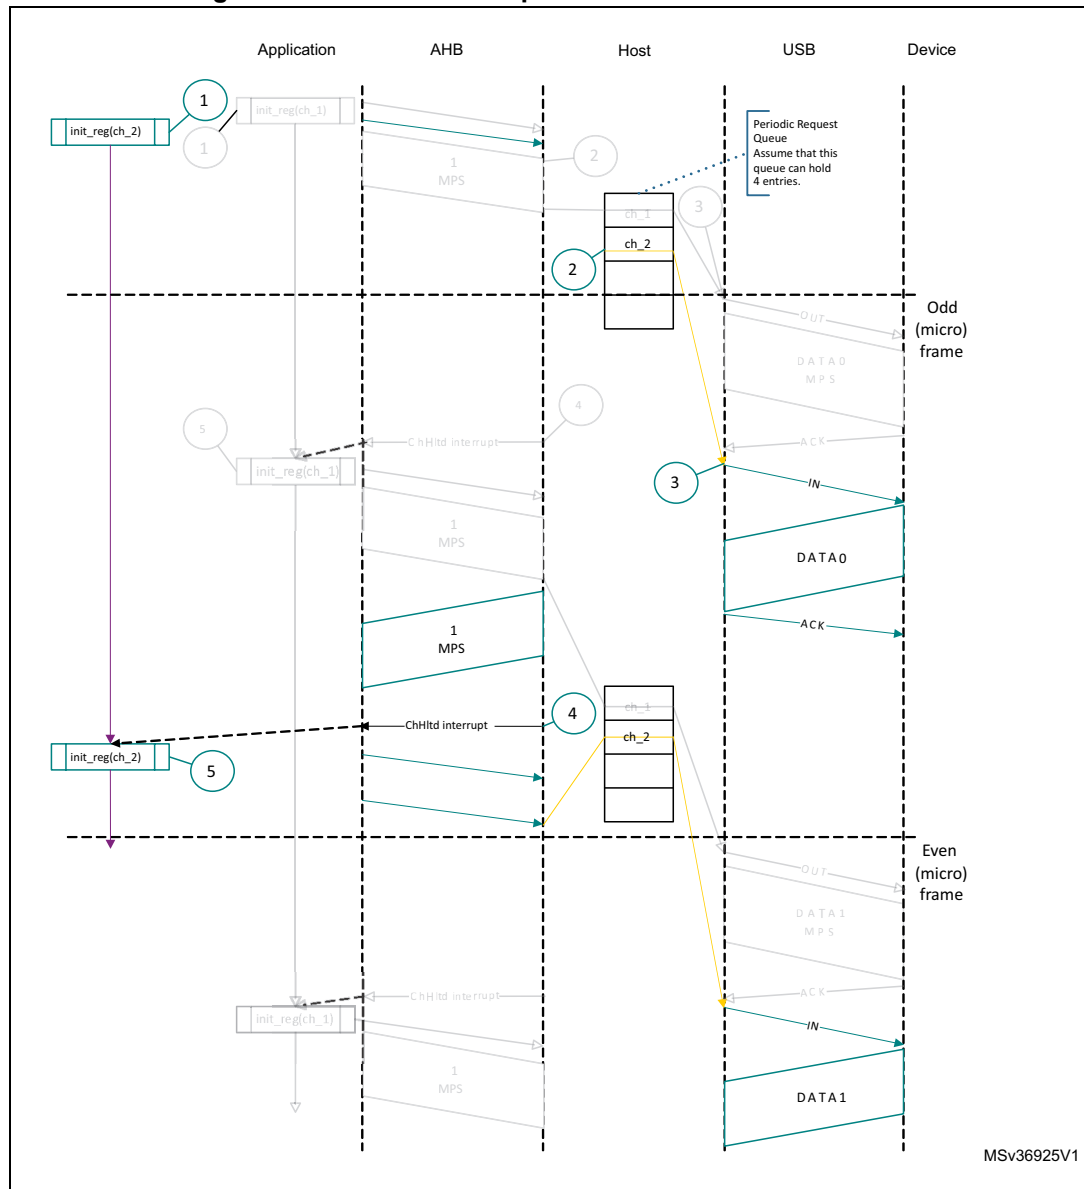 Application
AHB
Host
USB
Device
1
init_reg(ch_1)
init_reg(ch_2)
1
2
1
MPS
Periodic Request
Queue
Assume that this
queue can hold
4 entries.
3
ch_1
ch_2
2
Odd
(micro)
frame
OUT
DATA0
MPS
4
5
ChHltd interrupt
ACK
init_reg(ch_1)
3
IN
1
MPS
DATA0
ACK
1
MPS
4
ch_1
ChHltd interrupt
ch_2
init_reg(ch_2)
5
Even
(micro)
frame
OUT
DATA1
MPS
ChHltd interrupt
ACK
init_reg(ch_1)
IN
1
MPS
DATA1
MSv36925V1